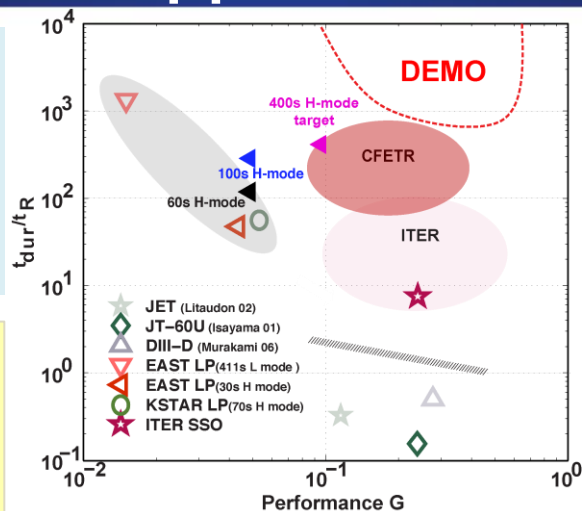 10^4
DEMO
400s H-mode
target
10^3
CFETR
100s H-mode
60s H-mode
10^2
t_dur/t_R
ITER
10^1
JET (Litaudon 02)
JT-60U (Isayama 01)
DIII-D (Murakami 06)
10^0
EAST LP(411s L mode )
EAST LP(30s H mode)
KSTAR LP(70s H mode)
ITER SSO
10^-1
10^-2
10^-1
10^0
Performance G